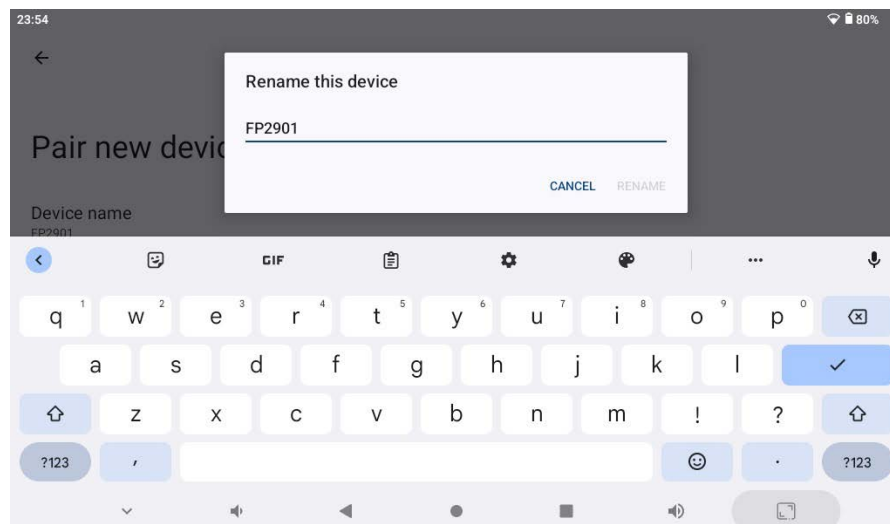 23:54
80%
Rename this device
FP2901
Pair new devic
CANCEL RENAME
Device name
FP2901
GIF
q 1 w 2 e 3 r 4 t 5 y 6 u 7 i 8 o 9 p 0
a s d f g h j k l
z x c v b n m ! ?
?123 , . ?123